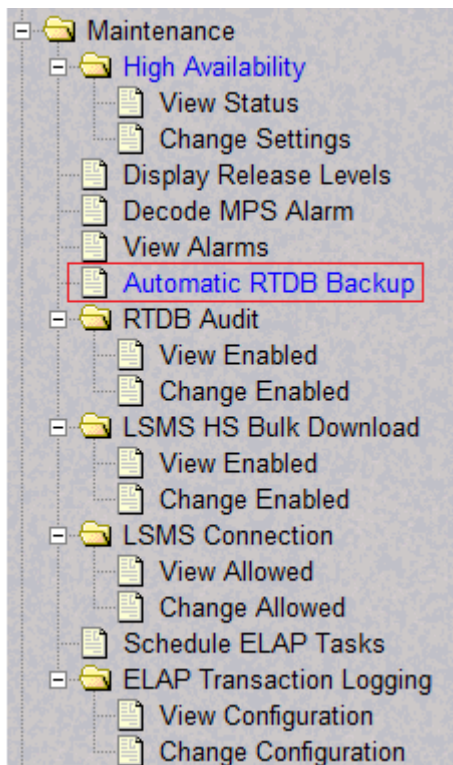 Maintenance
High Availability
View Status
Change Settings
Display Release Levels
Decode MPS Alarm
View Alarms
Automatic RTDB Backup
RTDB Audit
View Enabled
Change Enabled
LSMS HS Bulk Download
View Enabled
Change Enabled
LSMS Connection
View Allowed
Change Allowed
Schedule ELAP Tasks
ELAP Transaction Logging
View Configuration
Change Configuration